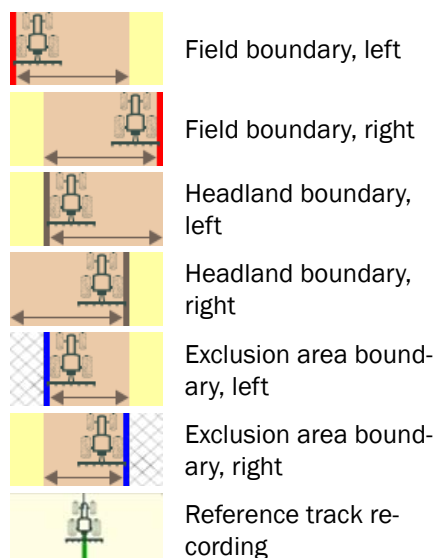 Field boundary, left
Field boundary, right
Headland boundary,
left
Headland boundary,
right
Exclusion area bound-
ary, left
Exclusion area bound-
ary, right
Reference track re-
cording